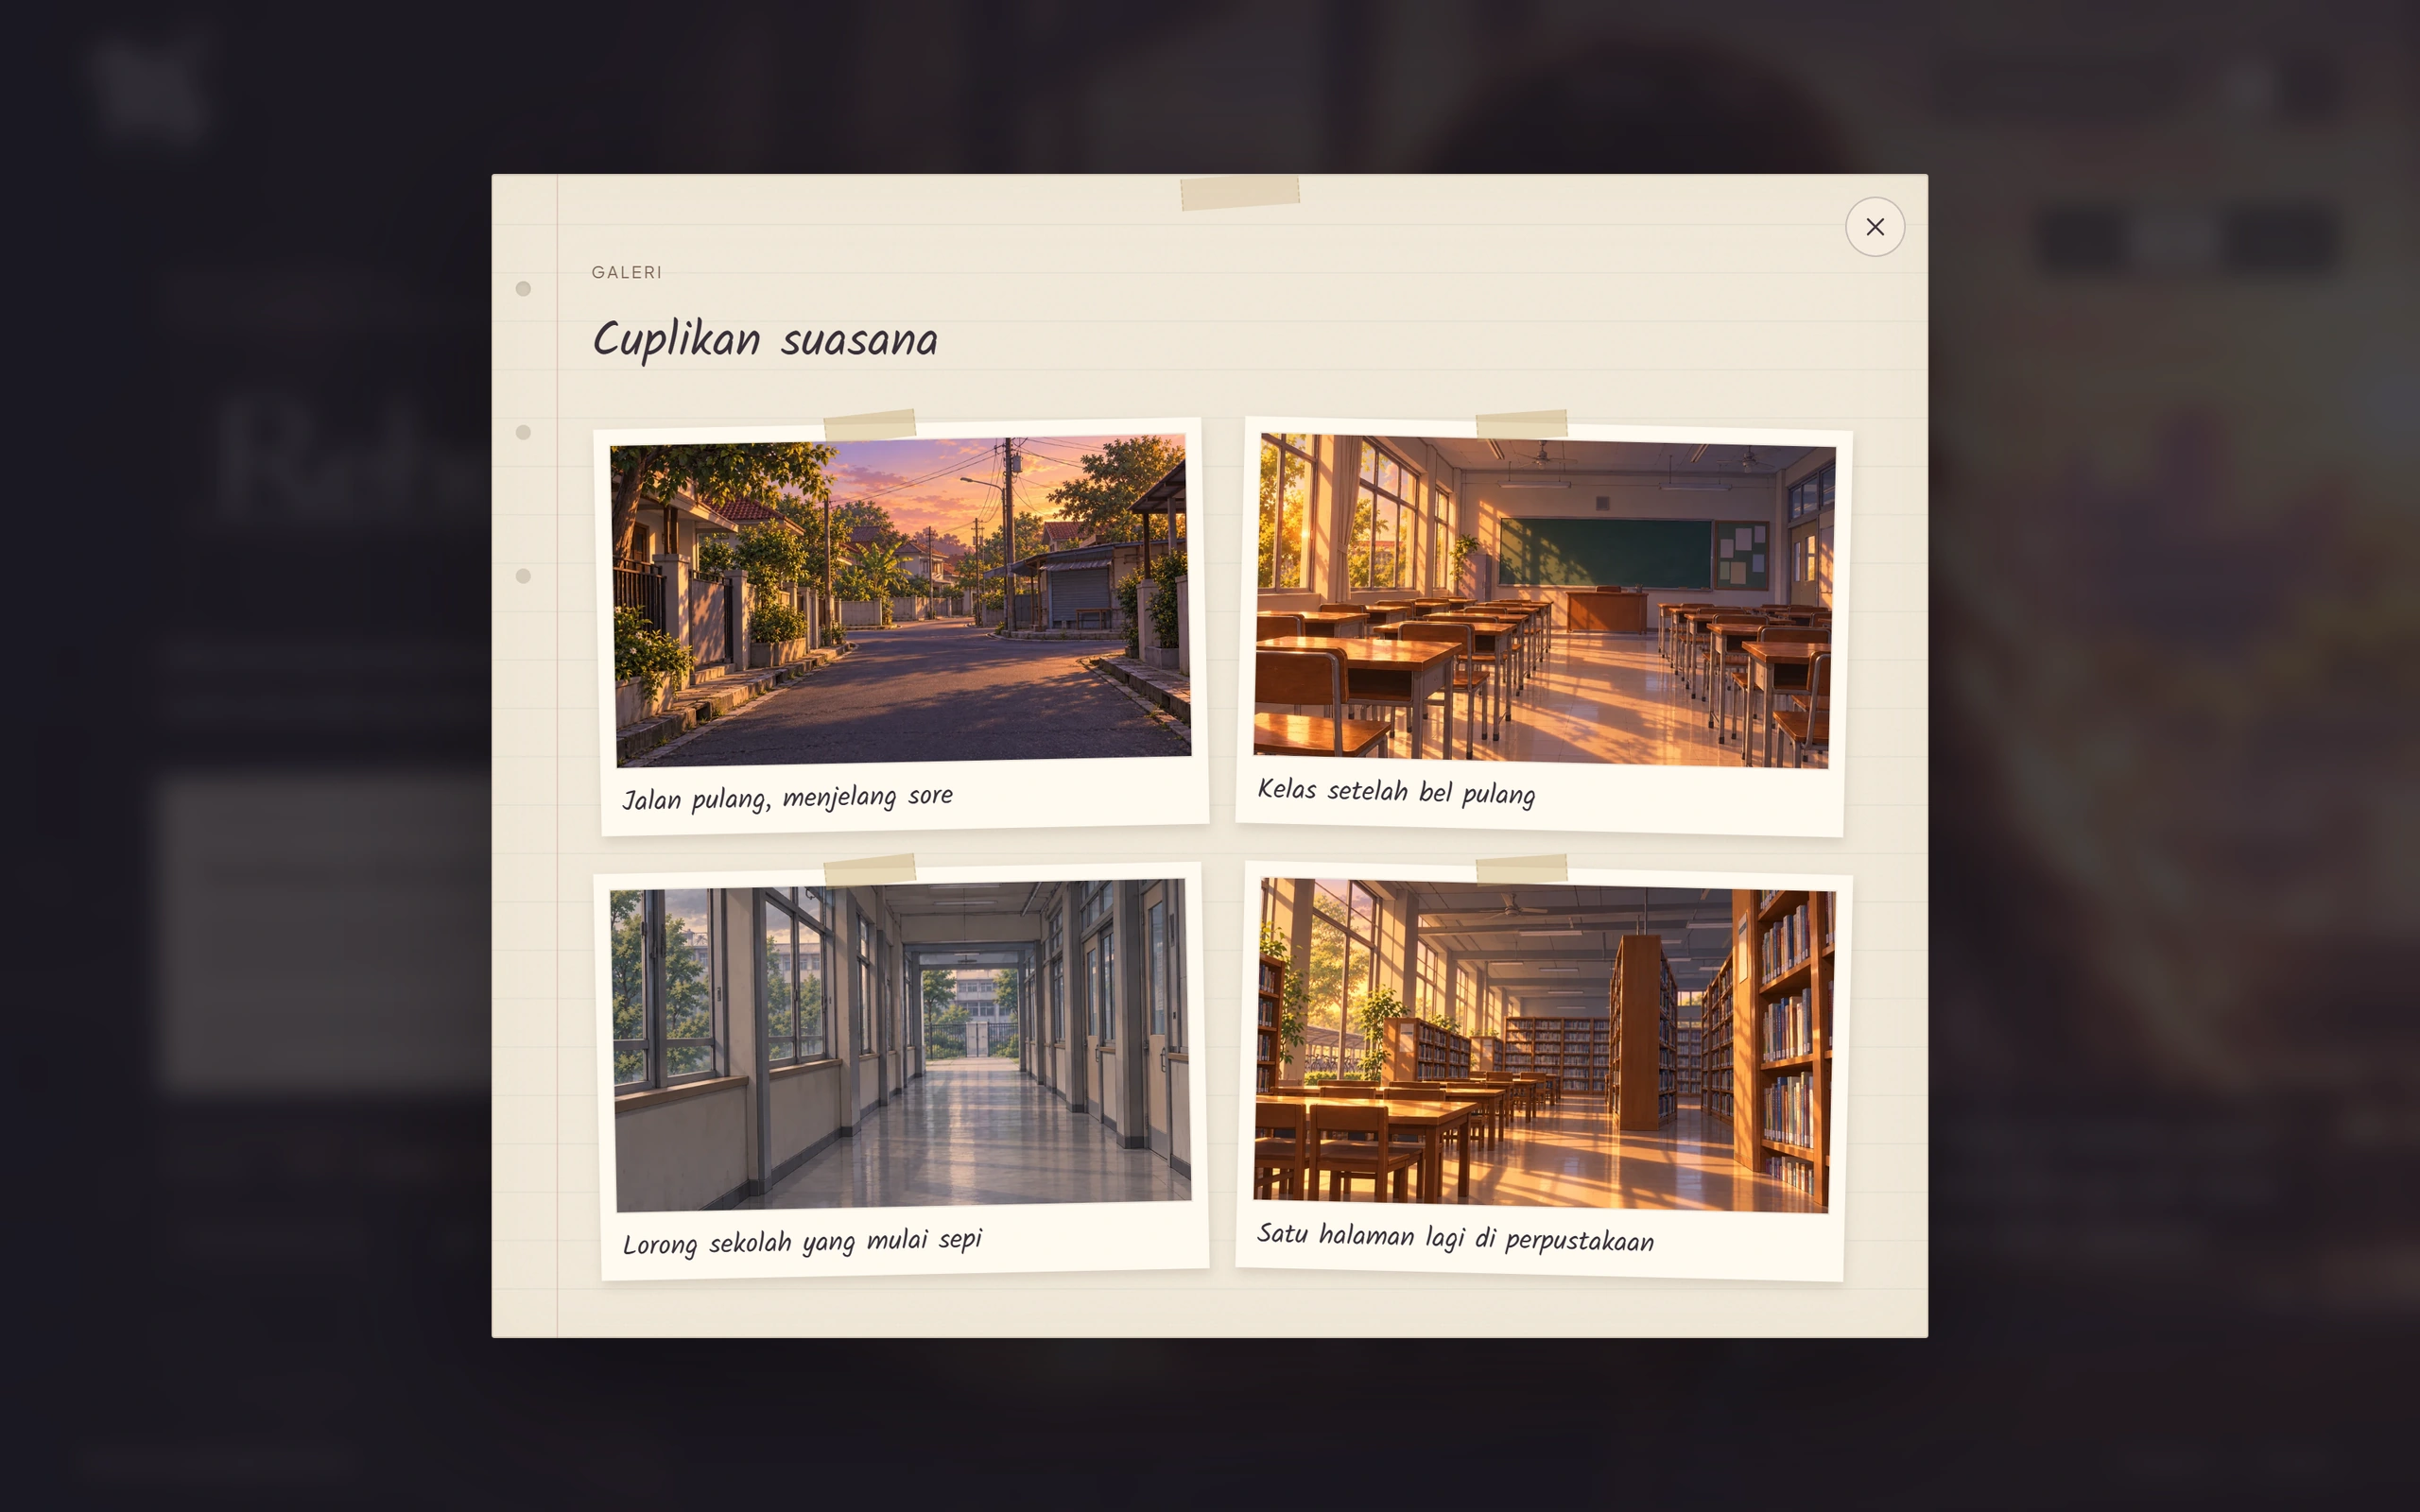 GALERI
Cuplikan suasana
Jalan pulang, menjelang sore
Kelas setelah bel pulang
Lorong sekolah yang mulai sepi
Satu halaman lagi di perpustakaan